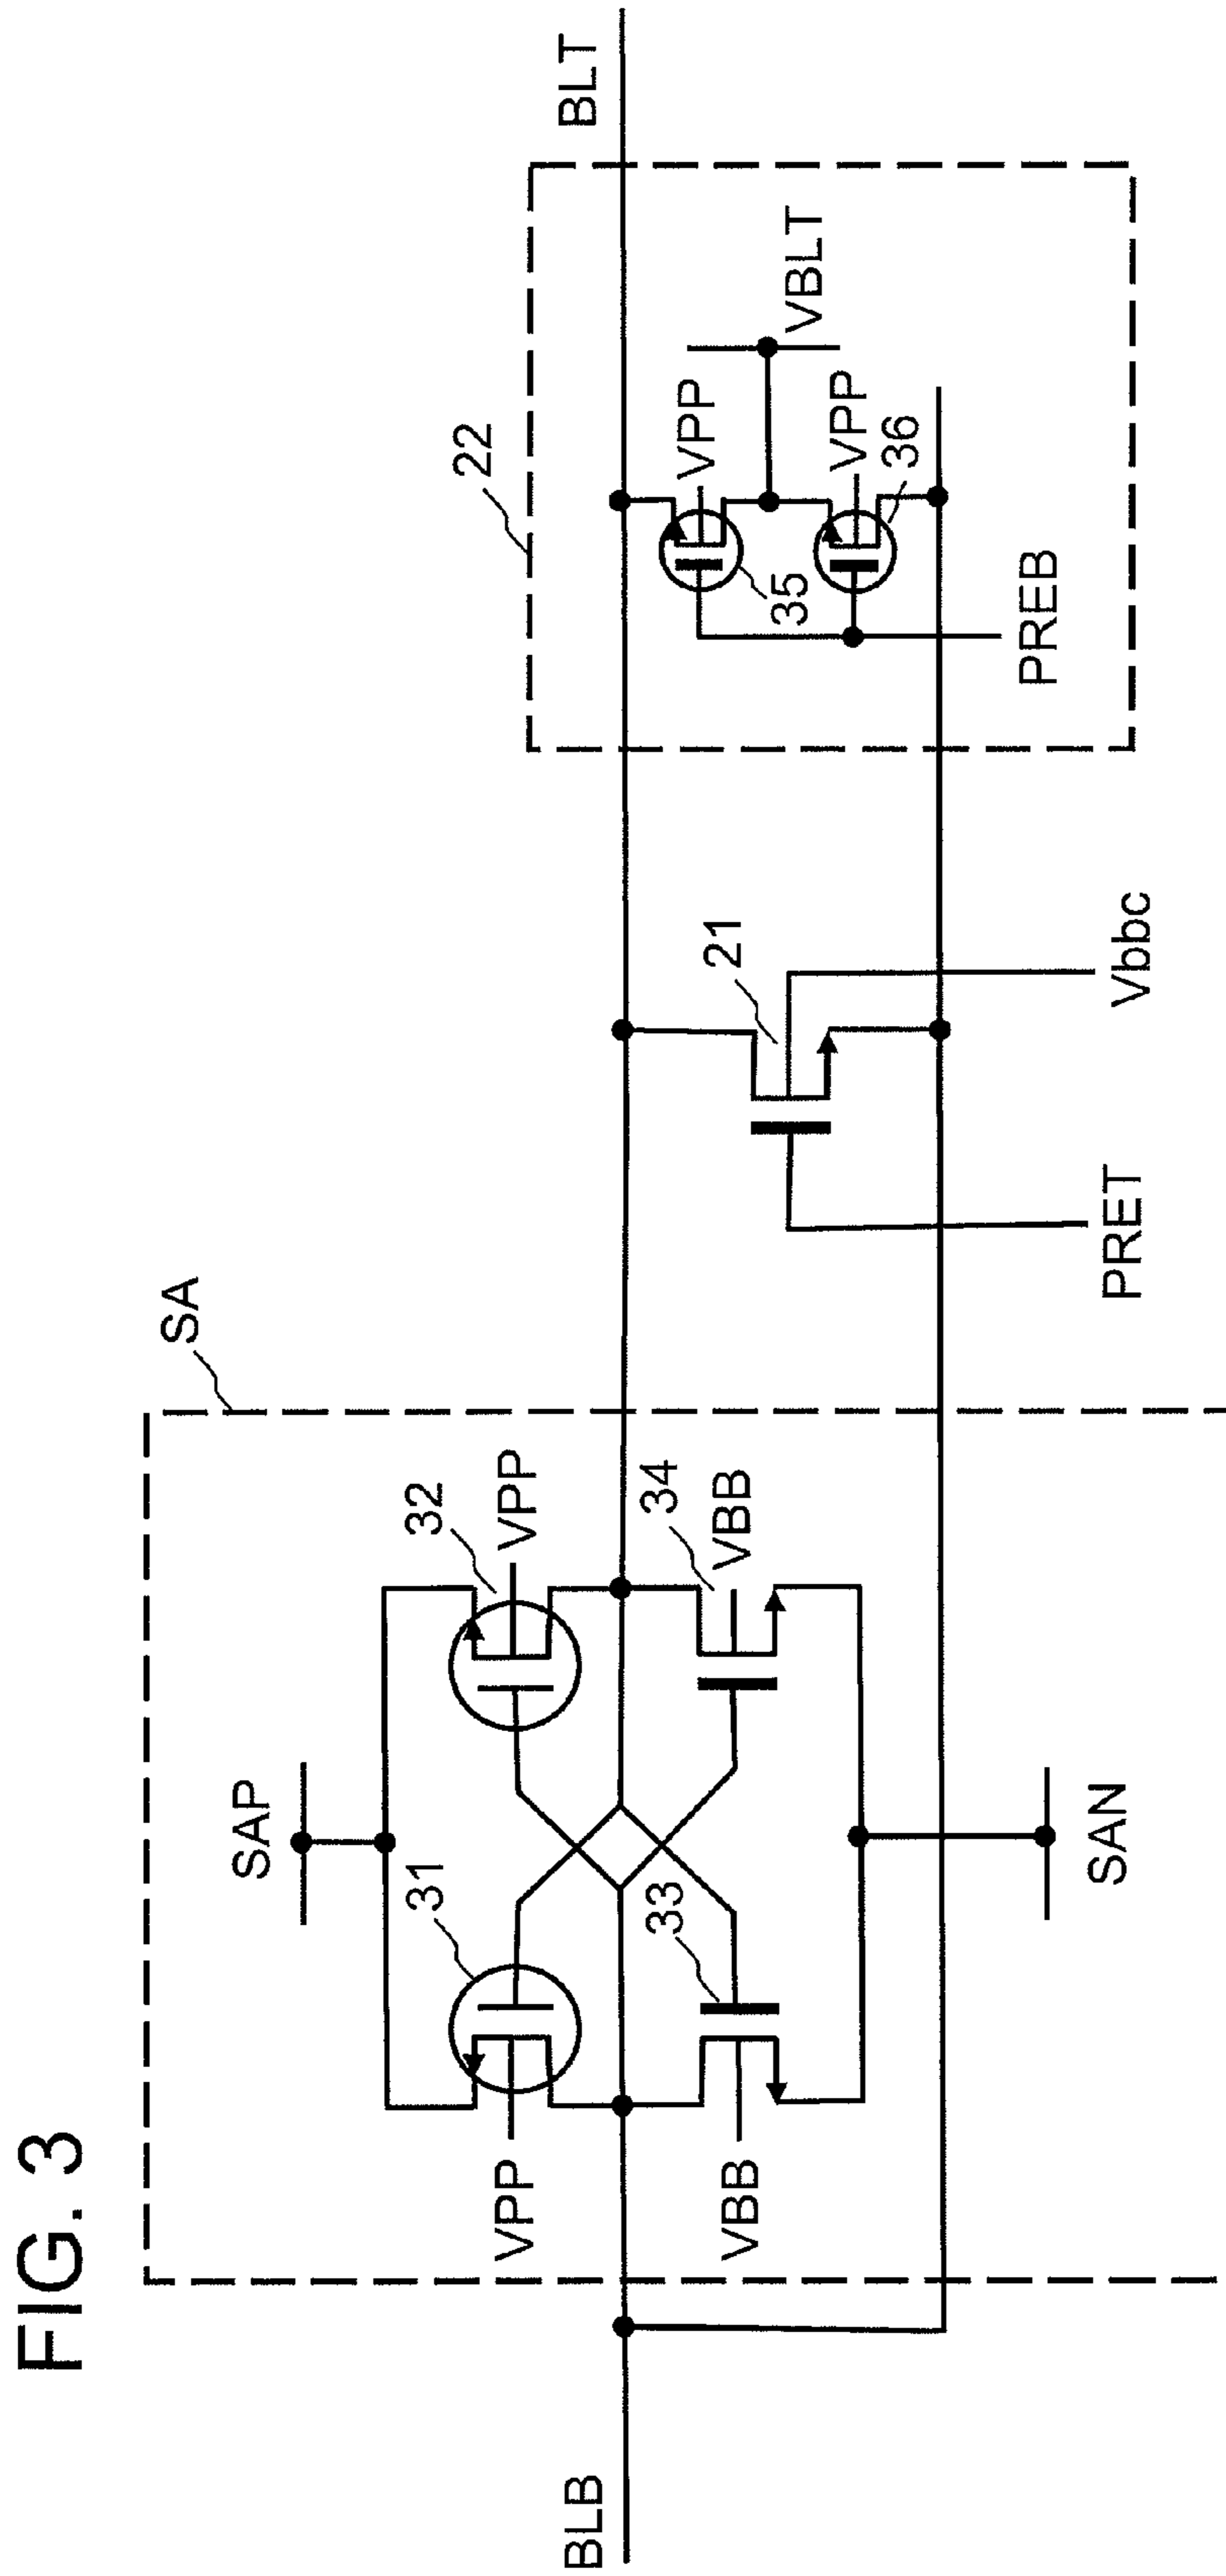 FIG. 3
SA
SAP
31
32
VPP
VPP
33
34
VBB
VBB
SAN
BLB
BLT
21
PRET
Vbbc
22
VPP
VPP
VBLT
35
36
PREB